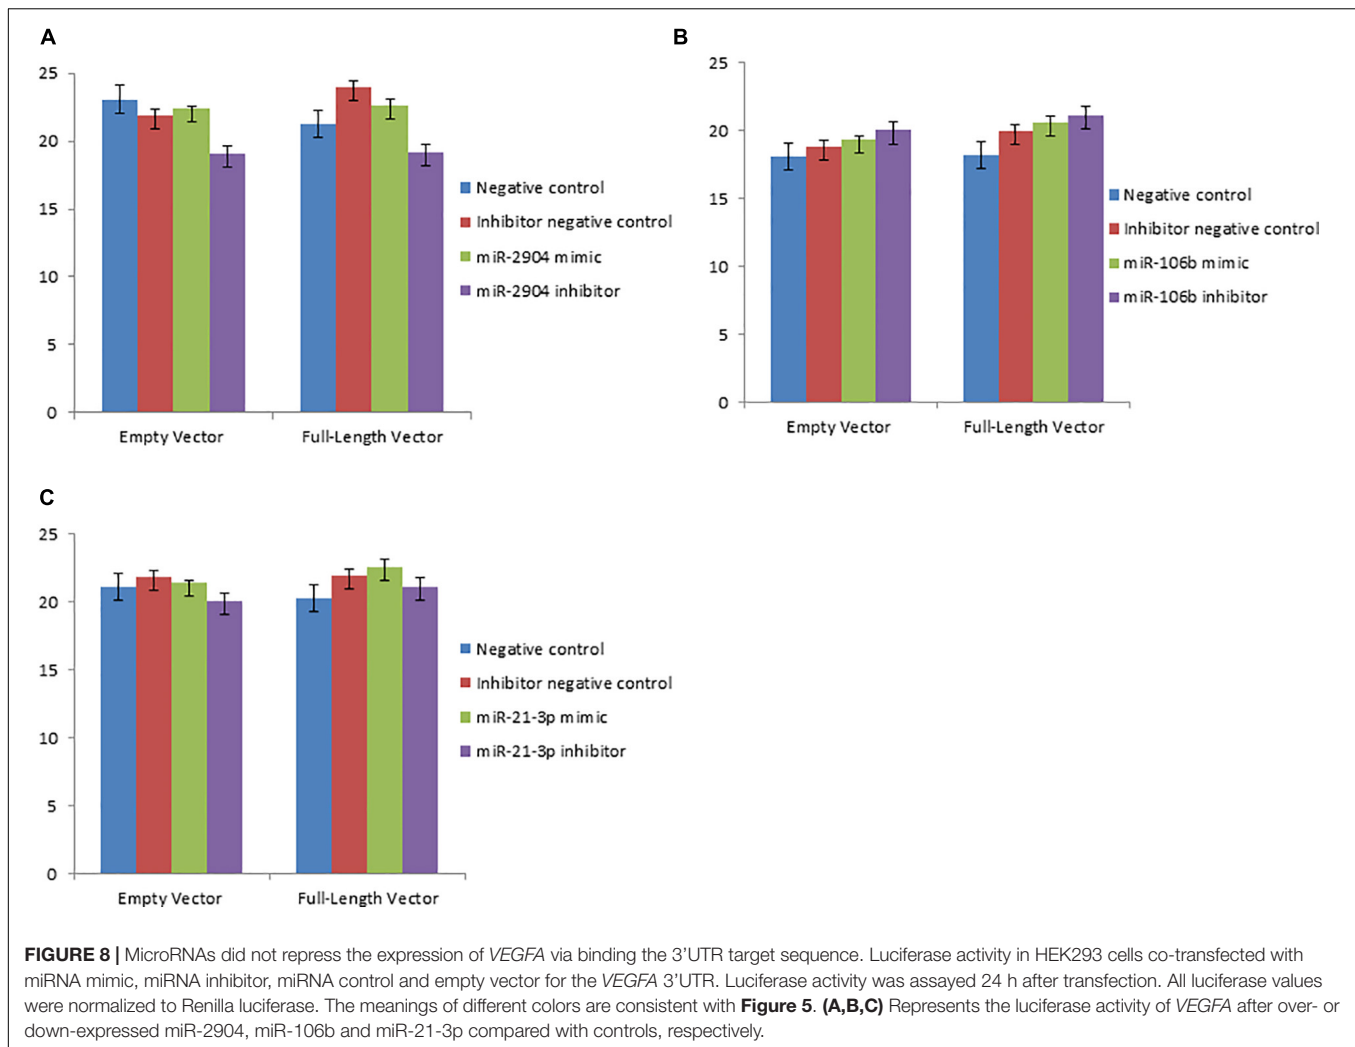 A
25
20
15
10
5
0
Empty Vector
Full-Length Vector
Negative control
Inhibitor negative control
miR-2904 mimic
miR-2904 inhibitor
B
25
20
15
10
5
0
Empty Vector
Full-Length Vector
Negative control
Inhibitor negative control
miR-106b mimic
miR-106b inhibitor
C
25
20
15
10
5
0
Empty Vector
Full-Length Vector
Negative control
Inhibitor negative control
miR-21-3p mimic
miR-21-3p inhibitor
FIGURE 8 | MicroRNAs did not repress the expression of VEGFA via binding the 3'UTR target sequence. Luciferase activity in HEK293 cells co-transfected with
miRNA mimic, miRNA inhibitor, miRNA control and empty vector for the VEGFA 3'UTR. Luciferase activity was assayed 24 h after transfection. All luciferase values
were normalized to Renilla luciferase. The meanings of different colors are consistent with Figure 5. (A,B,C) Represents the luciferase activity of VEGFA after over- or
down-expressed miR-2904, miR-106b and miR-21-3p compared with controls, respectively.